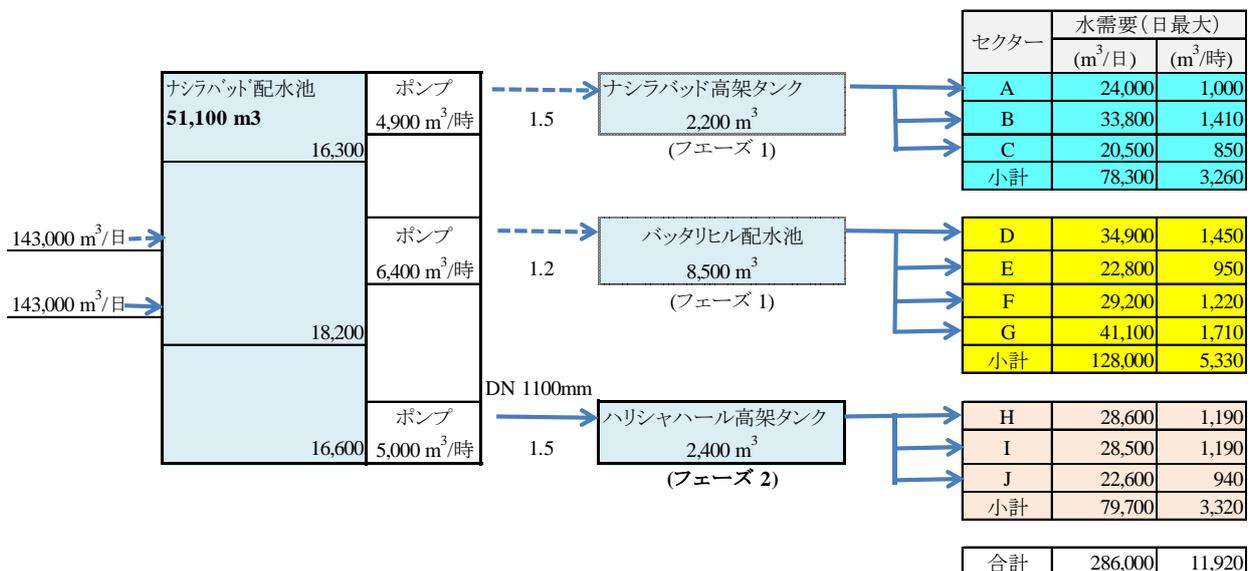 セクター 水需要(日最大)
(m³/日) (m³/時)
ナシラバッド配水池 ポンプ ナシラバッド高架タンク A 24,000 1,000
51,100 m3 4,900 m³/時 1.5 2,200 m³ B 33,800 1,410
16,300 (フエーズ 1) C 20,500 850
小計 78,300 3,260
143,000 m³/日 ポンプ バッタリヒル配水池 D 34,900 1,450
6,400 m³/時 1.2 8,500 m³ E 22,800 950
143,000 m³/日 (フェーズ 1) F 29,200 1,220
18,200 G 41,100 1,710
小計 128,000 5,330
DN 1100mm
ポンプ ハリシャハール高架タンク H 28,600 1,190
16,600 5,000 m³/時 1.5 2,400 m³ I 28,500 1,190
(フェーズ 2) J 22,600 940
小計 79,700 3,320
合計 286,000 11,920